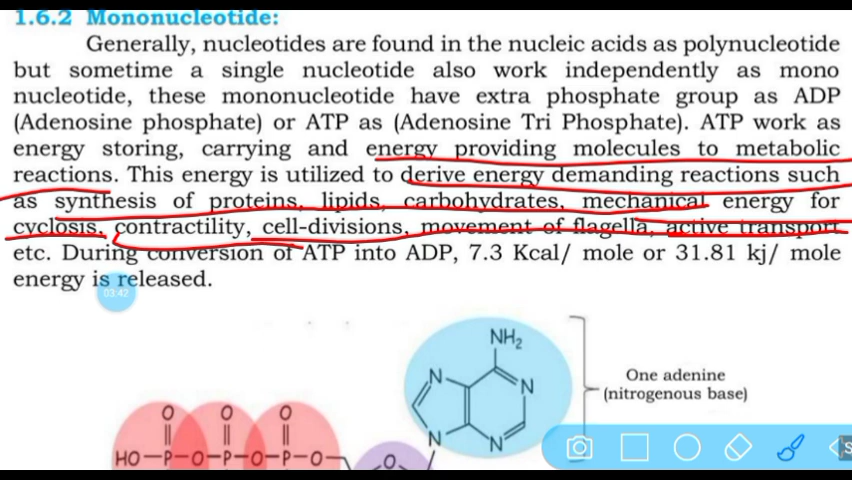 1.6.2 Mononucleotide:
Generally, nucleotides are found in the nucleic acids as polynucleotide
but sometime a single nucleotide also work independently as mono
nucleotide, these mononucleotide have extra phosphate group as ADP
(Adenosine phosphate) or ATP as (Adenosine Tri Phosphate). ATP work as
energy storing, carrying and energy providing molecules to metabolic
reactions. This energy is utilized to derive energy demanding reactions such
as synthesis of proteins, lipids, carbohydrates, mechanical energy for
cyclosis, contractility, cell-divisions, movement of flagella, active transport
etc. During conversion of ATP into ADP, 7.3 Kcal/ mole or 31.81 kj/ mole
energy is released.
03:42
NH₂
One adenine
(nitrogenous base)
N
N
N
N
O O O
HO-P-O-P-O-P-O
O
S